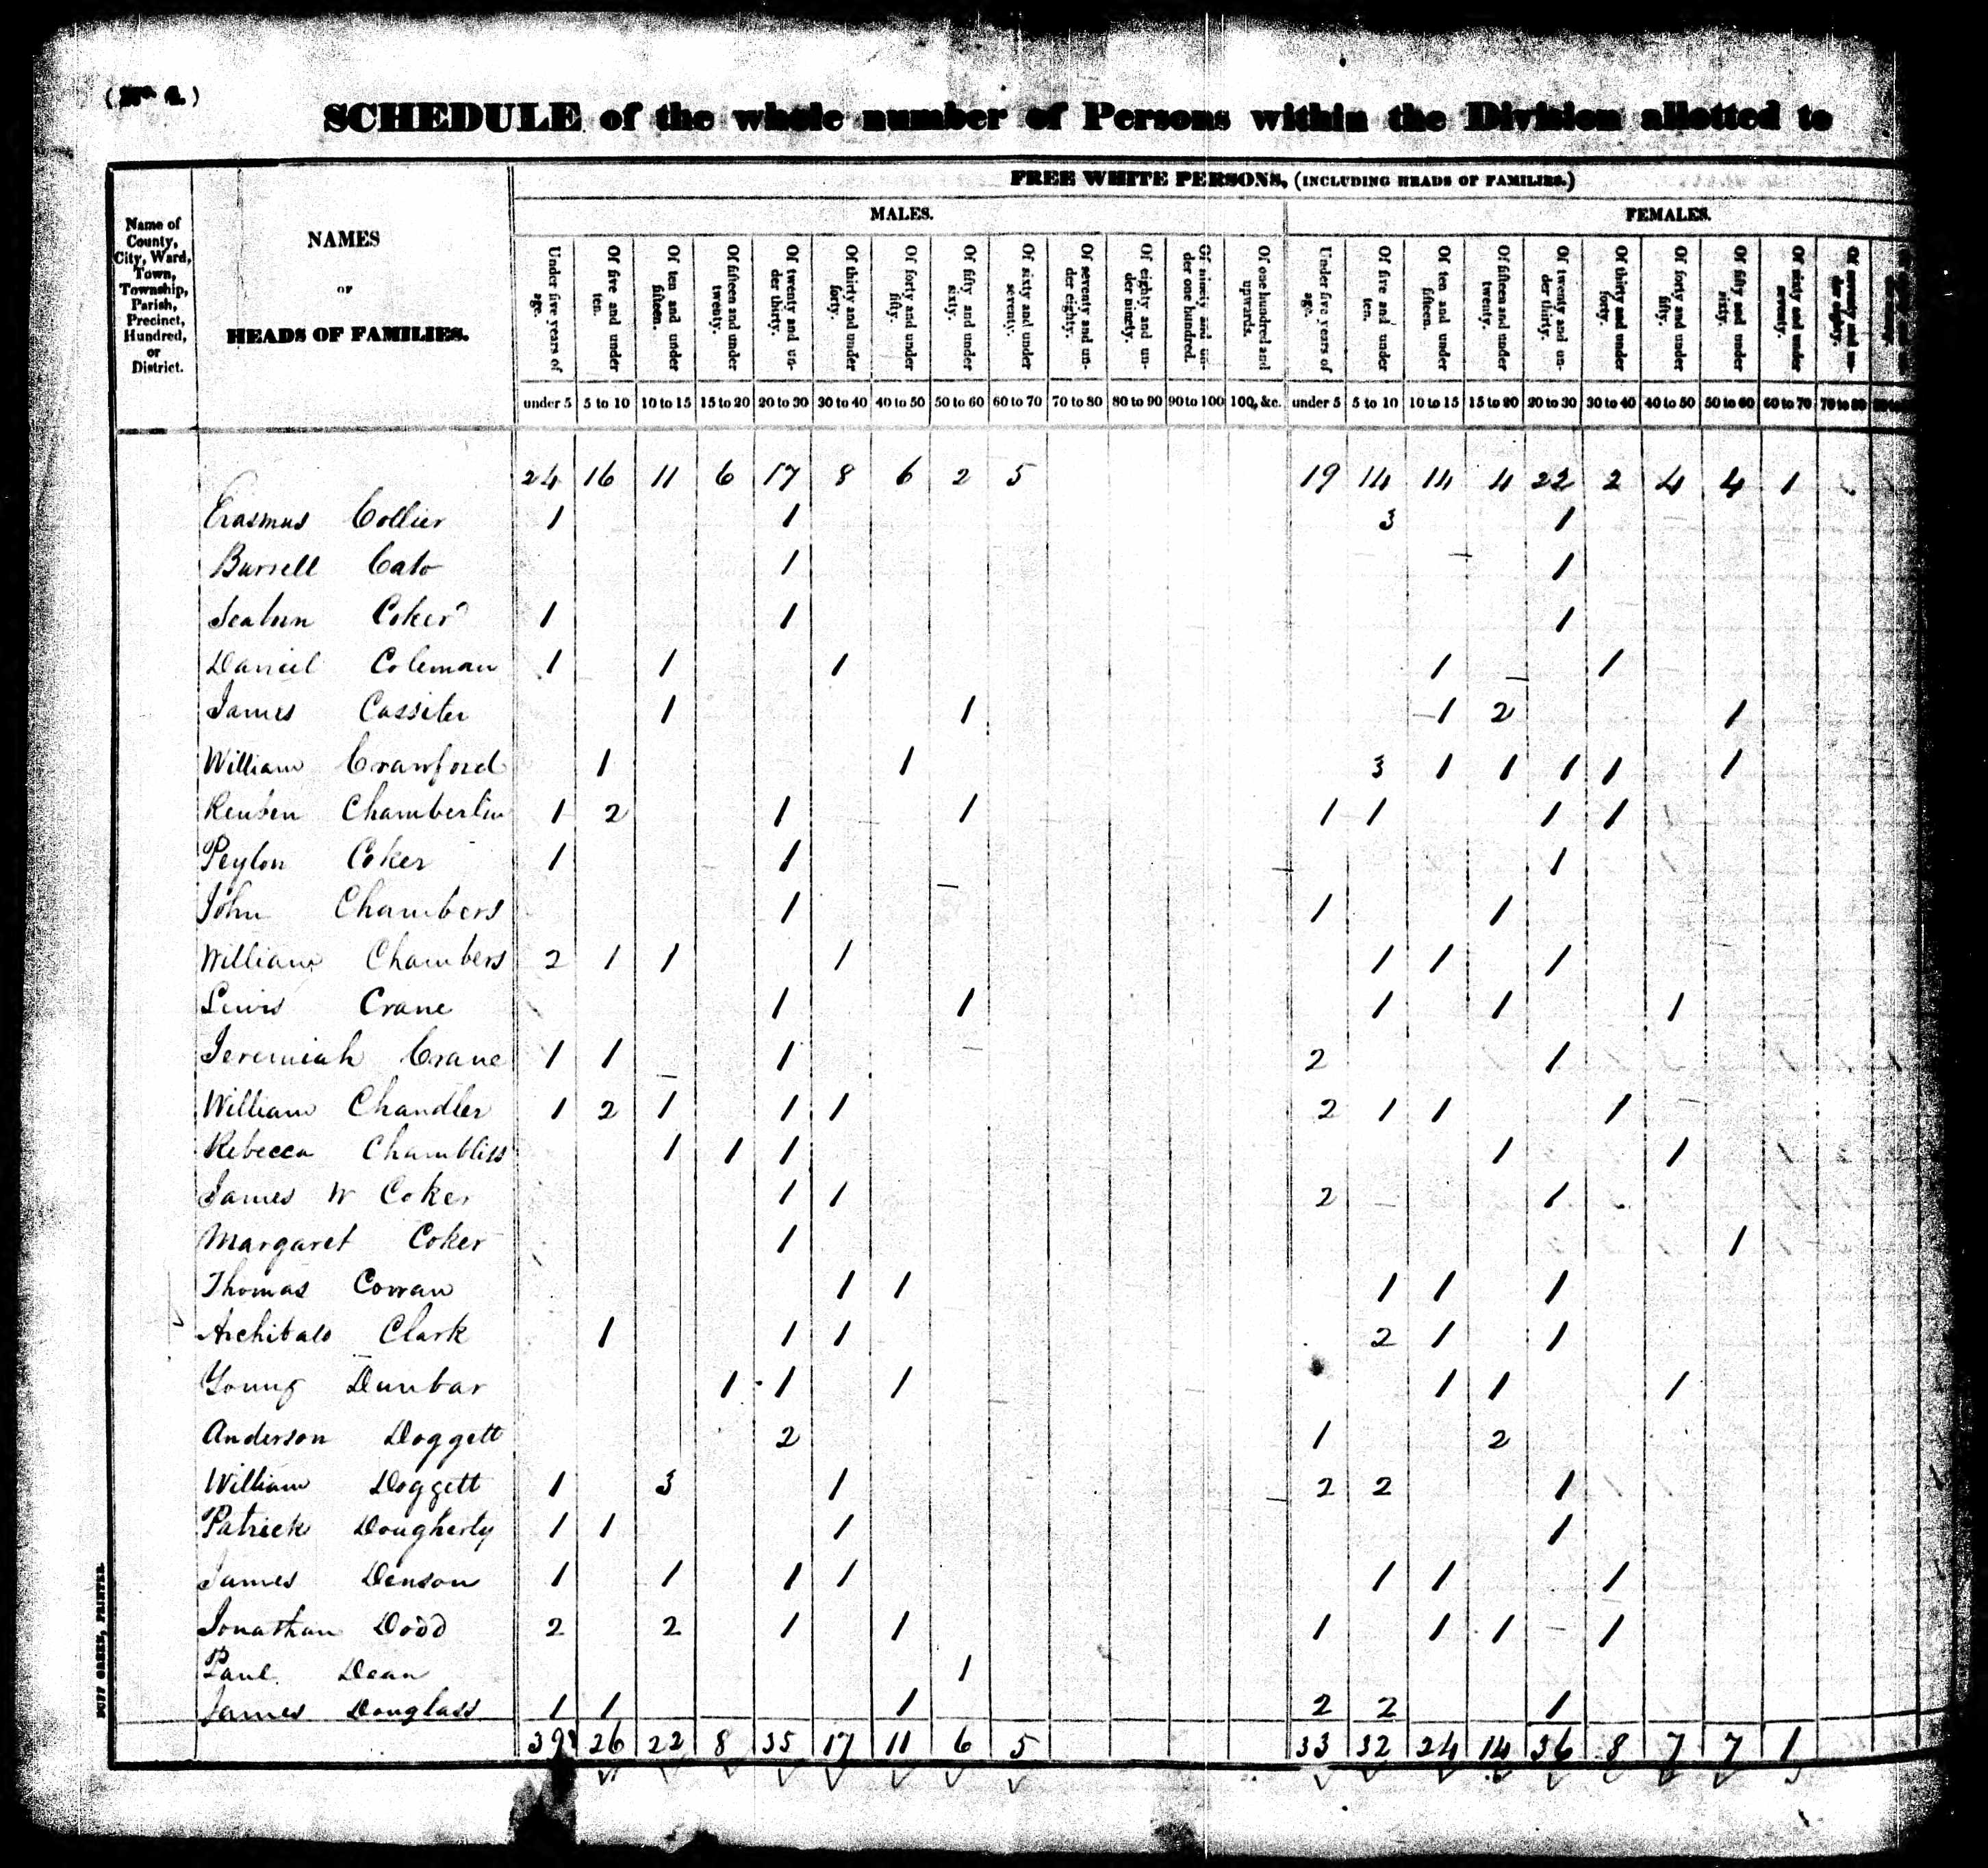 (No. 4.)
SCHEDULE of the whole number of Persons within the Division allotted to
FREE WHITE PERSONS, (INCLUDING HEADS OF FAMILIES.)
Name of County, City, Ward, Town, Township, Parish, Precinct, Hundred, or District.
NAMES
OF
HEADS OF FAMILIES.
MALES. FEMALES.
Under five years of age. Of five and under ten. Of ten and under fifteen. Of fifteen and under twenty. Of twenty and under thirty. Of thirty and under forty. Of forty and under fifty. Of fifty and under sixty. Of sixty and under seventy. Of seventy and under eighty. Of eighty and under ninety. Of ninety and under one hundred. Of one hundred and upwards. Under five years of age. Of five and under ten. Of ten and under fifteen. Of fifteen and under twenty. Of twenty and under thirty. Of thirty and under forty. Of forty and under fifty. Of fifty and under sixty. Of sixty and under seventy. Of seventy and under eighty.
under 5 5 to 10 10 to 15 15 to 20 20 to 30 30 to 40 40 to 50 50 to 60 60 to 70 70 to 80 80 to 90 90 to 100 100, &c. under 5 5 to 10 10 to 15 15 to 20 20 to 30 30 to 40 40 to 50 50 to 60 60 to 70 70 to 80
24 16 11 6 17 8 6 2 5 19 14 14 4 22 2 4 4 1
Erasmus Collier 1 1 3 1
Burrell Cato 1 1
Seaborn Coker 1 1 1
Daniel Coleman 1 1 1 1 1
James Cassiter 1 1 1 2 1
William Crawford 1 1 3 1 1 1 1 1
Reuben Chamberlin 1 2 1 1 1 1 1 1
Peyton Coker 1 1 1
John Chambers 1 1 1
William Chambers 2 1 1 1 1 1 1
Lewis Crane 1 1 1 1 1
Jeremiah Crane 1 1 1 2 1
William Chandler 1 2 1 1 1 2 1 1 1
Rebecca Chambliss 1 1 1 1 1
James W Coker 1 1 2 1
Margaret Coker 1 1
Thomas Cowan 1 1 1 1 1
Archibald Clark 1 1 1 2 1 1
Young Dunbar 1 1 1 1 1 1
Anderson Doggett 2 1 2
William Doggett 1 3 1 2 2 1
Patrick Dougherty 1 1 1 1
James Denson 1 1 1 1 1 1 1
Jonathan Dodd 2 2 1 1 1 1 1 1
Paul Dean 1
James Douglass 1 1 1 2 2 1
39 26 22 8 35 17 11 6 5 33 32 24 14 36 8 7 7 1
DUFF GREEN, PRINTER.